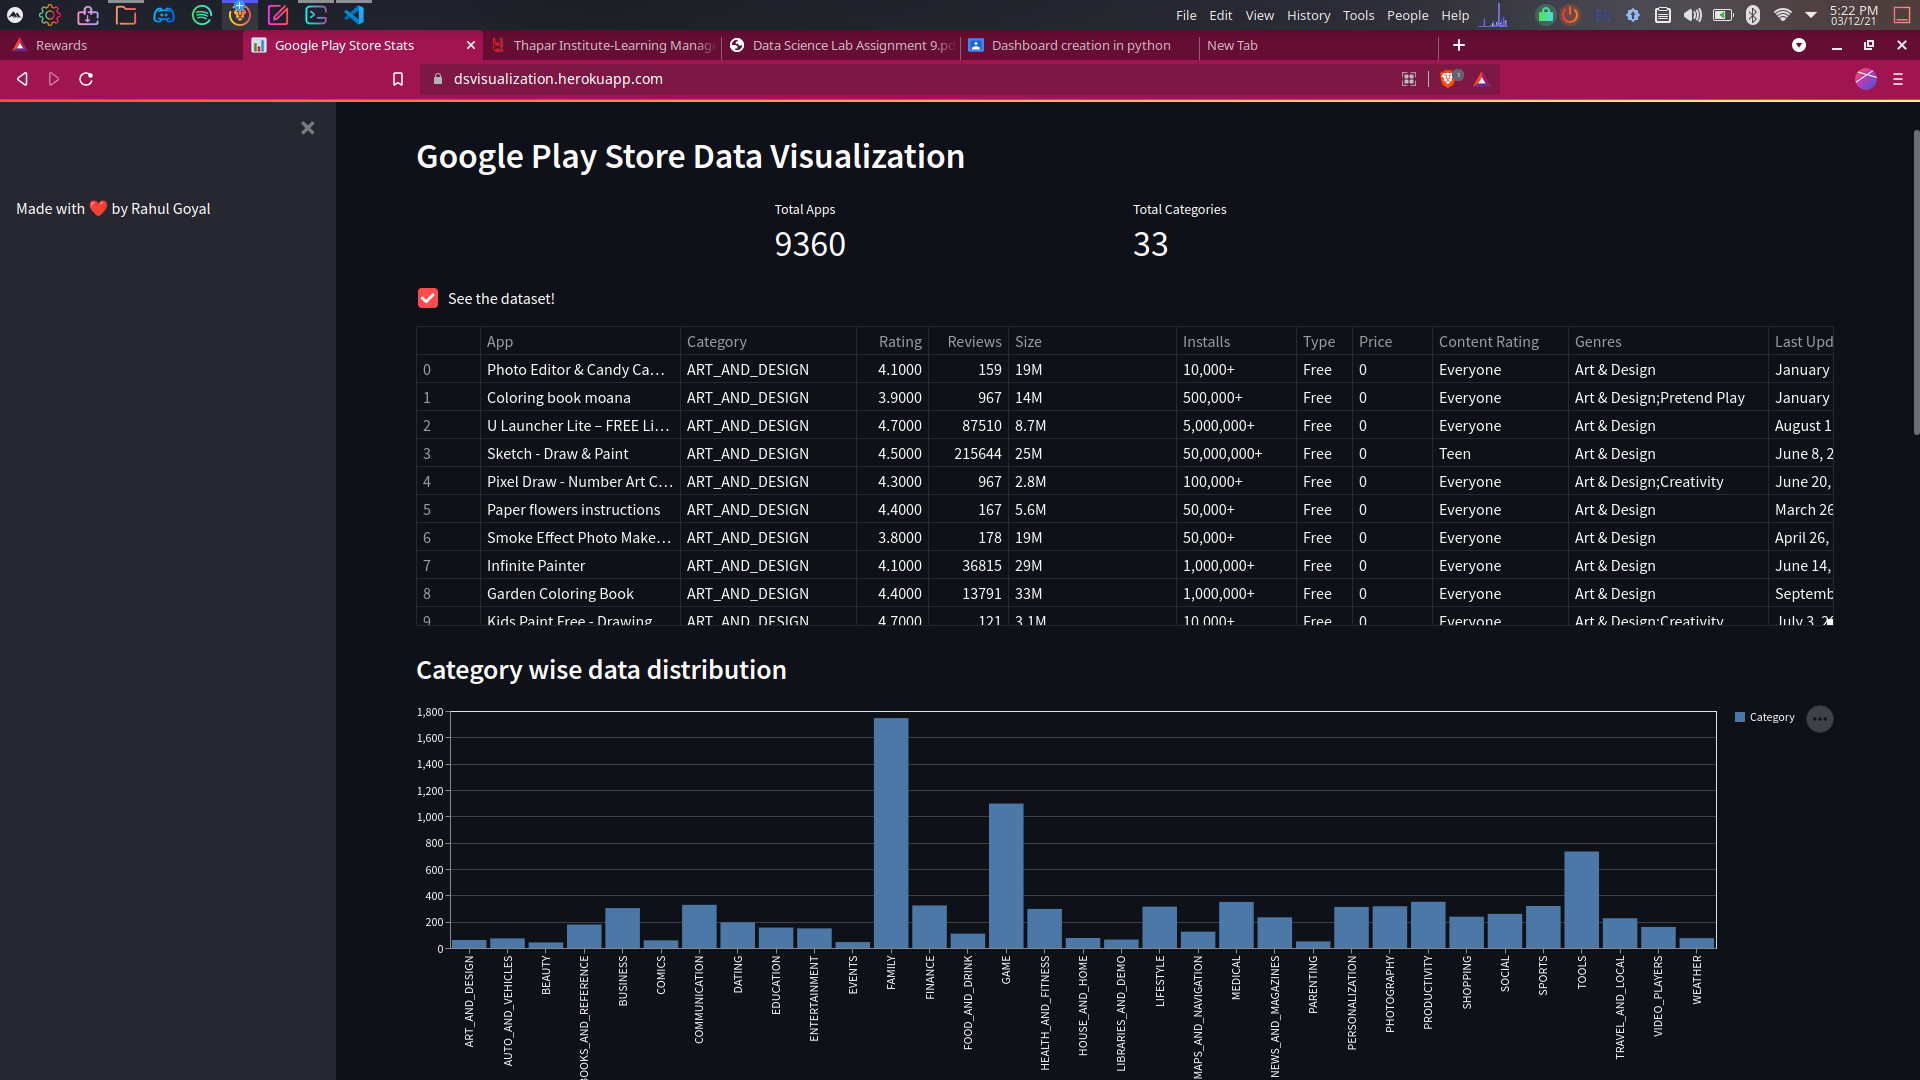 File Edit View History Tools People Help EN 5:22 PM
03/12/21
Rewards Google Play Store Stats Thapar Institute-Learning Manag Data Science Lab Assignment 9.pd Dashboard creation in python New Tab
dsvisualization.herokuapp.com 1
Made with ❤️ by Rahul Goyal
Google Play Store Data Visualization
Total Apps Total Categories
9360 33
See the dataset!
App Category Rating Reviews Size Installs Type Price Content Rating Genres Last Upd
0 Photo Editor & Candy Ca... ART_AND_DESIGN 4.1000 159 19M 10,000+ Free 0 Everyone Art & Design January
1 Coloring book moana ART_AND_DESIGN 3.9000 967 14M 500,000+ Free 0 Everyone Art & Design;Pretend Play January
2 U Launcher Lite – FREE Li... ART_AND_DESIGN 4.7000 87510 8.7M 5,000,000+ Free 0 Everyone Art & Design August 1
3 Sketch - Draw & Paint ART_AND_DESIGN 4.5000 215644 25M 50,000,000+ Free 0 Teen Art & Design June 8, 2
4 Pixel Draw - Number Art C... ART_AND_DESIGN 4.3000 967 2.8M 100,000+ Free 0 Everyone Art & Design;Creativity June 20,
5 Paper flowers instructions ART_AND_DESIGN 4.4000 167 5.6M 50,000+ Free 0 Everyone Art & Design March 26
6 Smoke Effect Photo Make... ART_AND_DESIGN 3.8000 178 19M 50,000+ Free 0 Everyone Art & Design April 26,
7 Infinite Painter ART_AND_DESIGN 4.1000 36815 29M 1,000,000+ Free 0 Everyone Art & Design June 14,
8 Garden Coloring Book ART_AND_DESIGN 4.4000 13791 33M 1,000,000+ Free 0 Everyone Art & Design Septemb
9 Kids Paint Free - Drawing ART_AND_DESIGN 4.7000 121 3.1M 10,000+ Free 0 Everyone Art & Design;Creativity July 3, 2
Category wise data distribution
1,800
1,600
1,400
1,200
1,000
800
600
400
200
0
Category
ART_AND_DESIGN
AUTO_AND_VEHICLES
BEAUTY
BOOKS_AND_REFERENCE
BUSINESS
COMICS
COMMUNICATION
DATING
EDUCATION
ENTERTAINMENT
EVENTS
FAMILY
FINANCE
FOOD_AND_DRINK
GAME
HEALTH_AND_FITNESS
HOUSE_AND_HOME
LIBRARIES_AND_DEMO
LIFESTYLE
MAPS_AND_NAVIGATION
MEDICAL
NEWS_AND_MAGAZINES
PARENTING
PERSONALIZATION
PHOTOGRAPHY
PRODUCTIVITY
SHOPPING
SOCIAL
SPORTS
TOOLS
TRAVEL_AND_LOCAL
VIDEO_PLAYERS
WEATHER